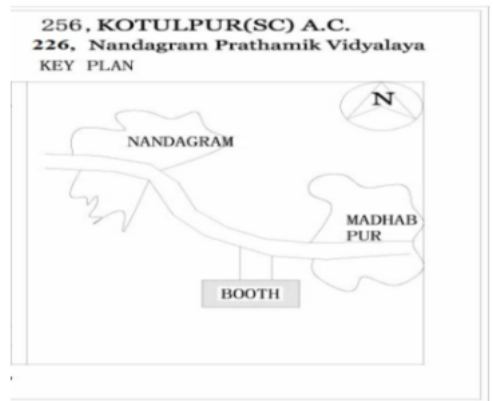 256, KOTULPUR(SC) A.C.
226, Nandagram Prathamik Vidyalaya
KEY PLAN
N
NANDAGRAM
MADHAB
PUR
BOOTH